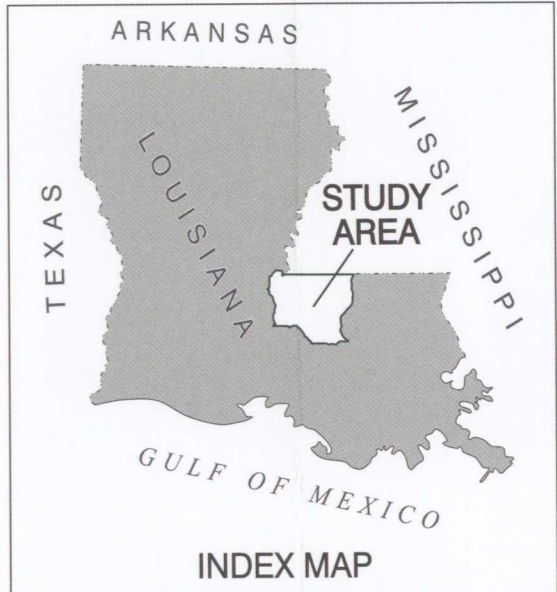 ARKANSAS
MISSISSIPPI
TEXAS
LOUISIANA
STUDY
AREA
GULF OF MEXICO
INDEX MAP